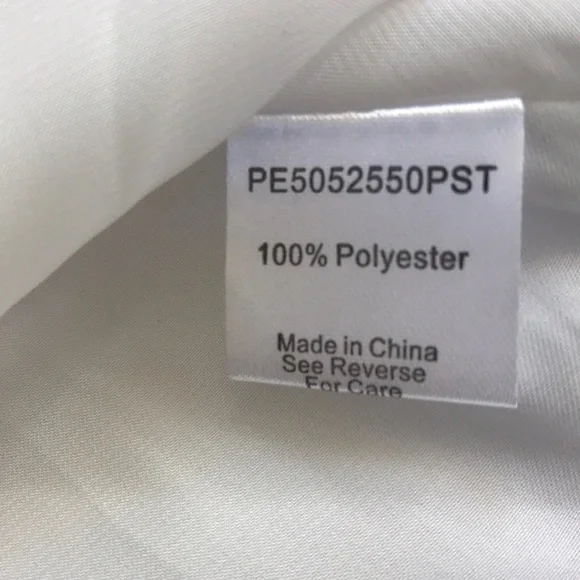 PE5052550PST
100% Polyester
Made in China
See Reverse
For Care